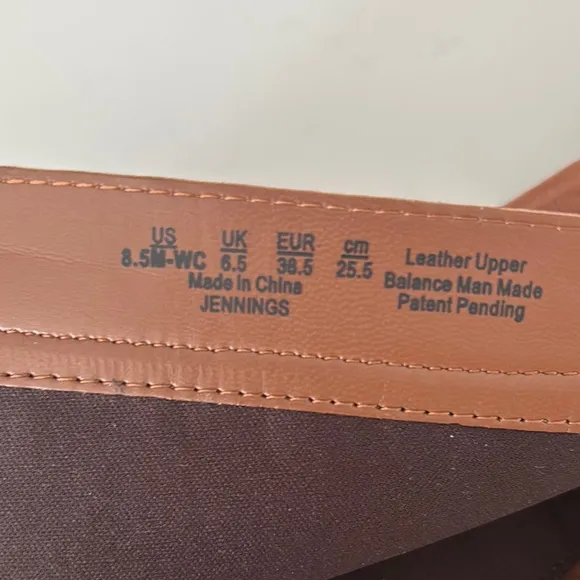 US UK EUR cm
8.5M-WC 6.5 38.5 25.5
Made in China
JENNINGS
Leather Upper
Balance Man Made
Patent Pending